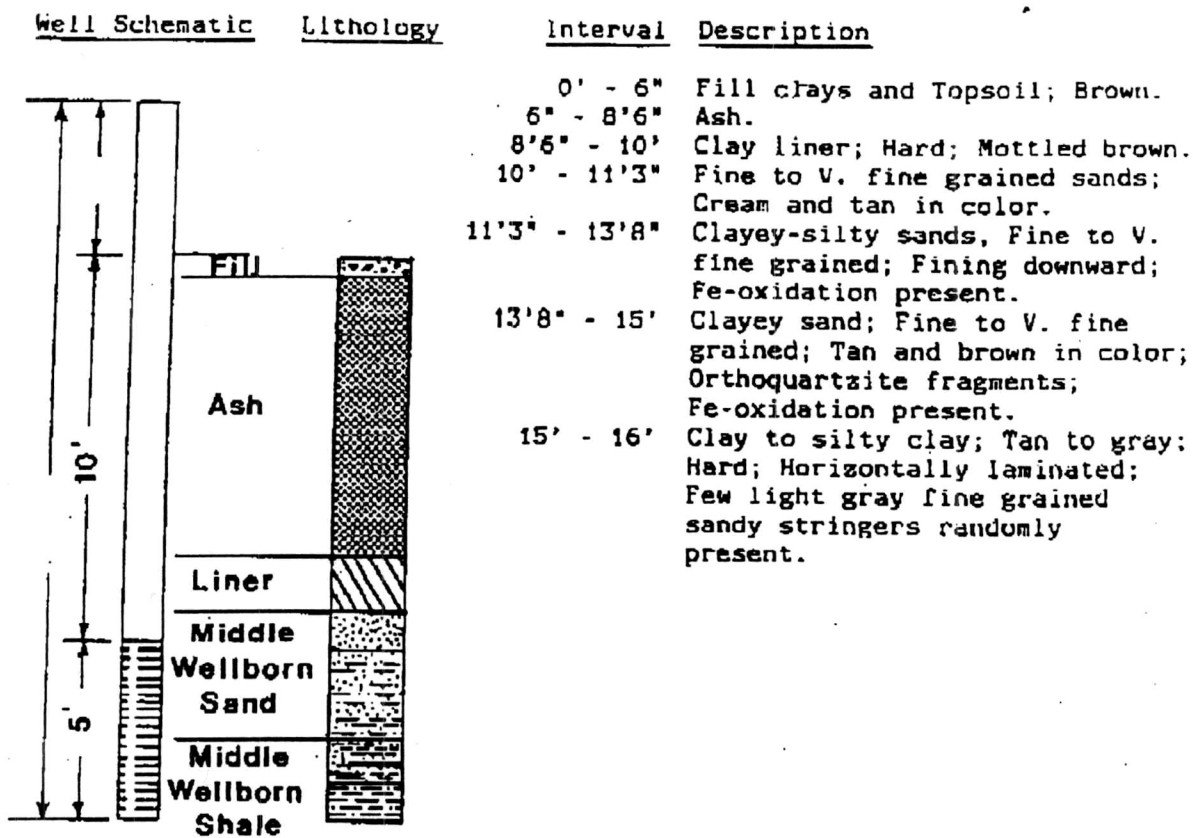 Well Schematic Lithology Interval Description
0' - 6" Fill clays and Topsoil; Brown.
6" - 8'6" Ash.
8'6" - 10' Clay liner; Hard; Mottled brown.
10' - 11'3" Fine to V. fine grained sands;
Cream and tan in color.
11'3" - 13'8" Clayey-silty sands, Fine to V.
fine grained; Fining downward;
Fe-oxidation present.
13'8" - 15' Clayey sand; Fine to V. fine
grained; Tan and brown in color;
Orthoquartzite fragments;
Fe-oxidation present.
15' - 16' Clay to silty clay; Tan to gray;
Hard; Horizontally laminated;
Few light gray fine grained
sandy stringers randomly
present.
Fill
Ash
10'
Liner
Middle
Wellborn
Sand
5'
Middle
Wellborn
Shale